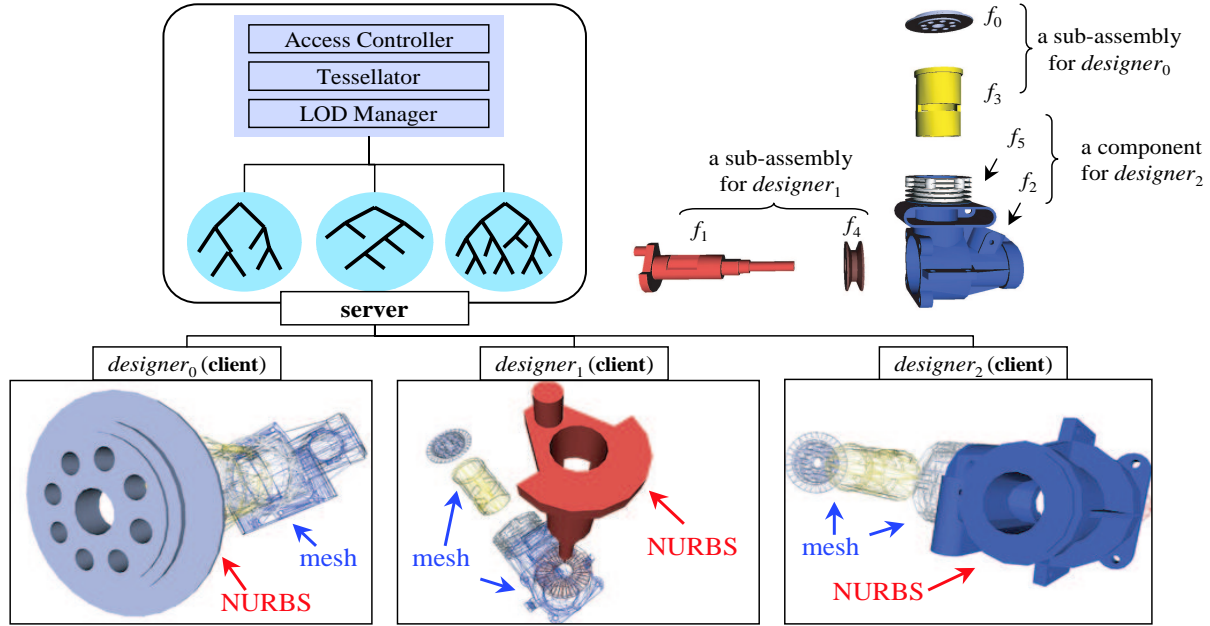 Access Controller
Tessellator
LOD Manager
server
f0
a sub-assembly
for designer0
f3
f5
a component
for designer2
f2
a sub-assembly
for designer1
f1
f4
designer0 (client)
designer1 (client)
designer2 (client)
mesh
NURBS
mesh
NURBS
mesh
NURBS